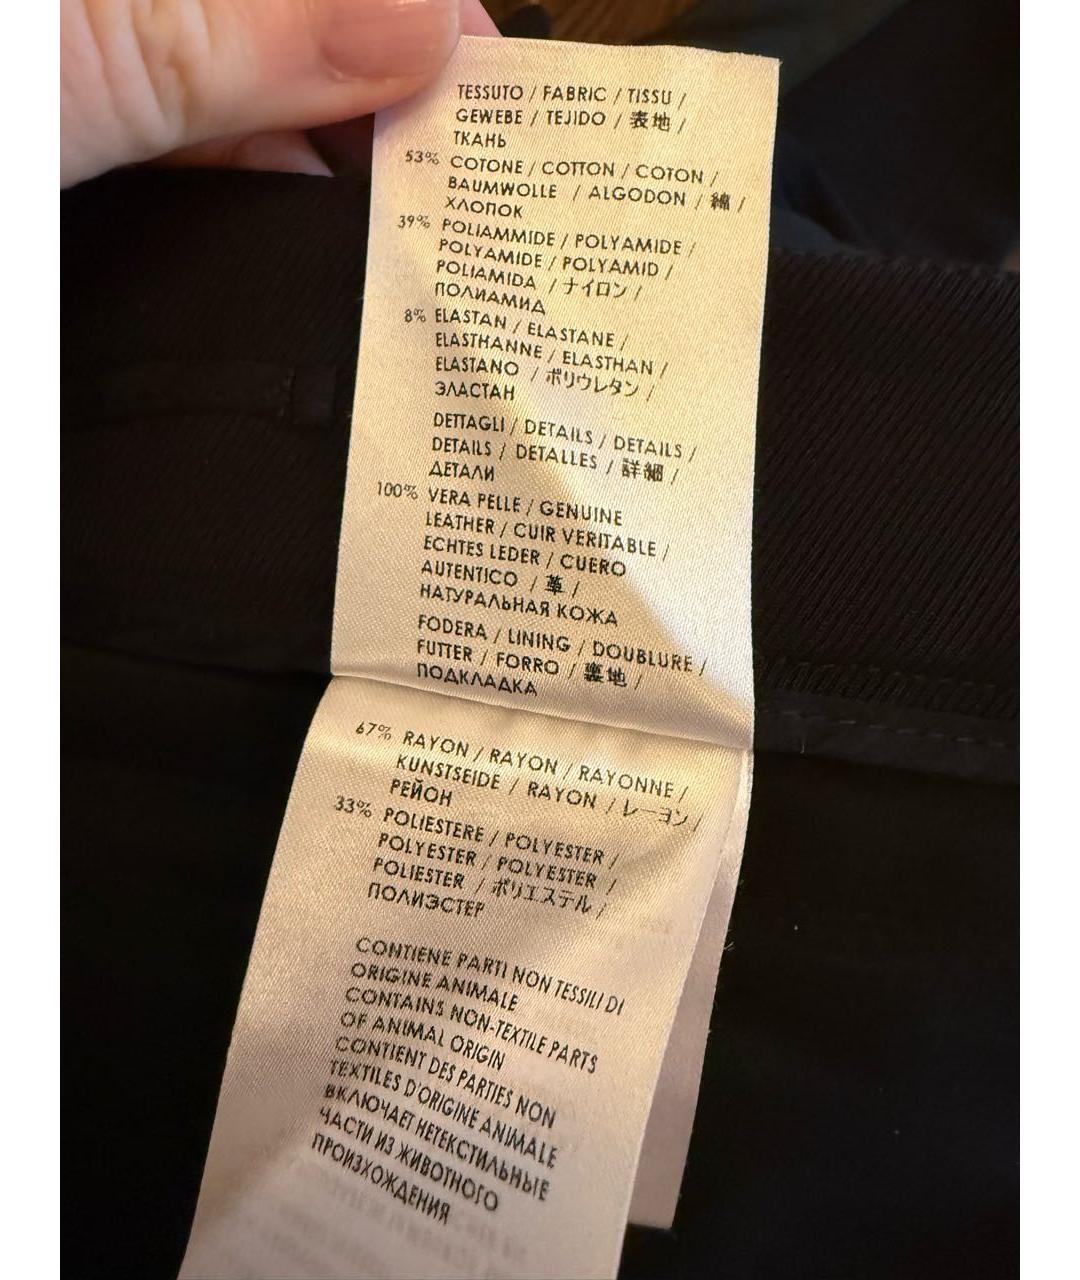 TESSUTO / FABRIC / TISSU /
GEWEBE / TEJIDO / 表地 /
ТКАНЬ
53% COTONE / COTTON / COTON /
BAUMWOLLE / ALGODON / 綿 /
ХЛОПОК
39% POLIAMMIDE / POLYAMIDE /
POLYAMIDE / POLYAMID /
POLIAMIDA / ナイロン /
ПОЛИАМИД
8% ELASTAN / ELASTANE /
ELASTHANNE / ELASTHAN /
ELASTANO / ポリウレタン /
ЭЛАСТАН
DETTAGLI / DETAILS / DETAILS /
DETAILS / DETALLES / 詳細 /
ДЕТАЛИ
100% VERA PELLE / GENUINE
LEATHER / CUIR VERITABLE /
ECHTES LEDER / CUERO
AUTENTICO / 革 /
НАТУРАЛЬНАЯ КОЖА
FODERA / LINING / DOUBLURE /
FUTTER / FORRO / 裏地 /
ПОДКЛАДКА
67% RAYON / RAYON / RAYONNE /
KUNSTSEIDE / RAYON / レーヨン /
РЕЙОН
33% POLIESTERE / POLYESTER /
POLYESTER / POLYESTER /
POLIESTER / ポリエステル /
ПОЛИЭСТЕР
CONTIENE PARTI NON TESSILI DI
ORIGINE ANIMALE
CONTAINS NON-TEXTILE PARTS
OF ANIMAL ORIGIN
CONTIENT DES PARTIES NON
TEXTILES D'ORIGINE ANIMALE
ВКЛЮЧАЕТ НЕТЕКСТИЛЬНЫЕ
ЧАСТИ ИЗ ЖИВОТНОГО
ПРОИЗХОЖДЕНИЯ